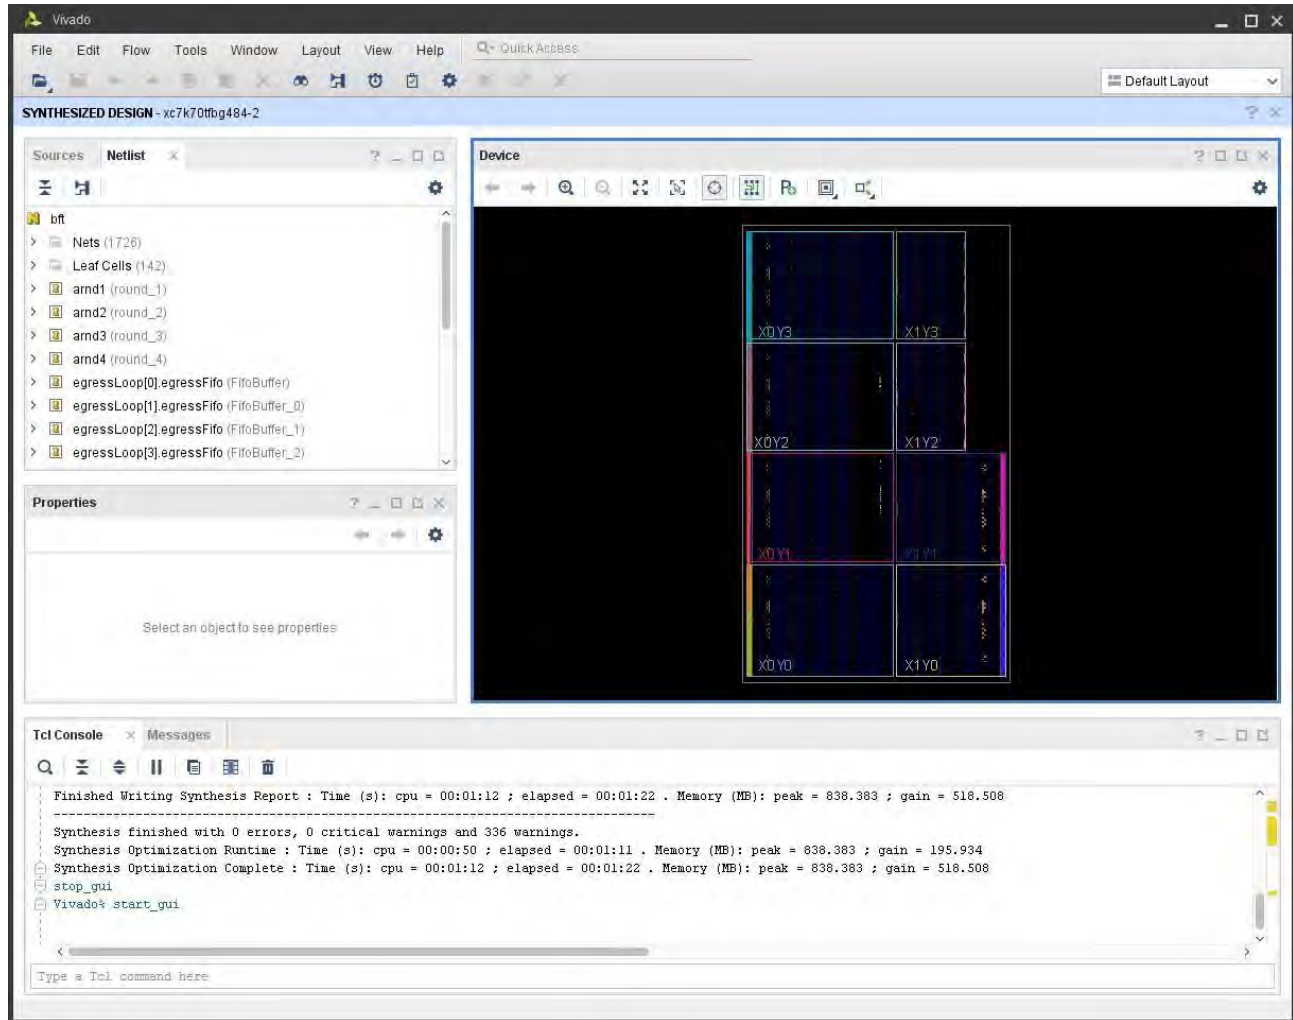 Vivado
File Edit Flow Tools Window Layout View Help Quick Access
Default Layout
SYNTHESIZED DESIGN - xc7k70tfbg484-2
Sources Netlist
bft
Nets (1726)
Leaf Cells (142)
arnd1 (round_1)
arnd2 (round_2)
arnd3 (round_3)
arnd4 (round_4)
egressLoop[0].egressFifo (FifoBuffer)
egressLoop[1].egressFifo (FifoBuffer_0)
egressLoop[2].egressFifo (FifoBuffer_1)
egressLoop[3].egressFifo (FifoBuffer_2)
Properties
Select an object to see properties
Device
X0Y3 X1Y3
X0Y2 X1Y2
X0Y1 X1Y1
X0Y0 X1Y0
Tcl Console Messages
Finished Writing Synthesis Report : Time (s): cpu = 00:01:12 ; elapsed = 00:01:22 . Memory (MB): peak = 838.383 ; gain = 518.508
---------------------------------------------------------------------------------
Synthesis finished with 0 errors, 0 critical warnings and 336 warnings.
Synthesis Optimization Runtime : Time (s): cpu = 00:00:50 ; elapsed = 00:01:11 . Memory (MB): peak = 838.383 ; gain = 195.934
Synthesis Optimization Complete : Time (s): cpu = 00:01:12 ; elapsed = 00:01:22 . Memory (MB): peak = 838.383 ; gain = 518.508
stop_gui
Vivado% start_gui
Type a Tcl command here